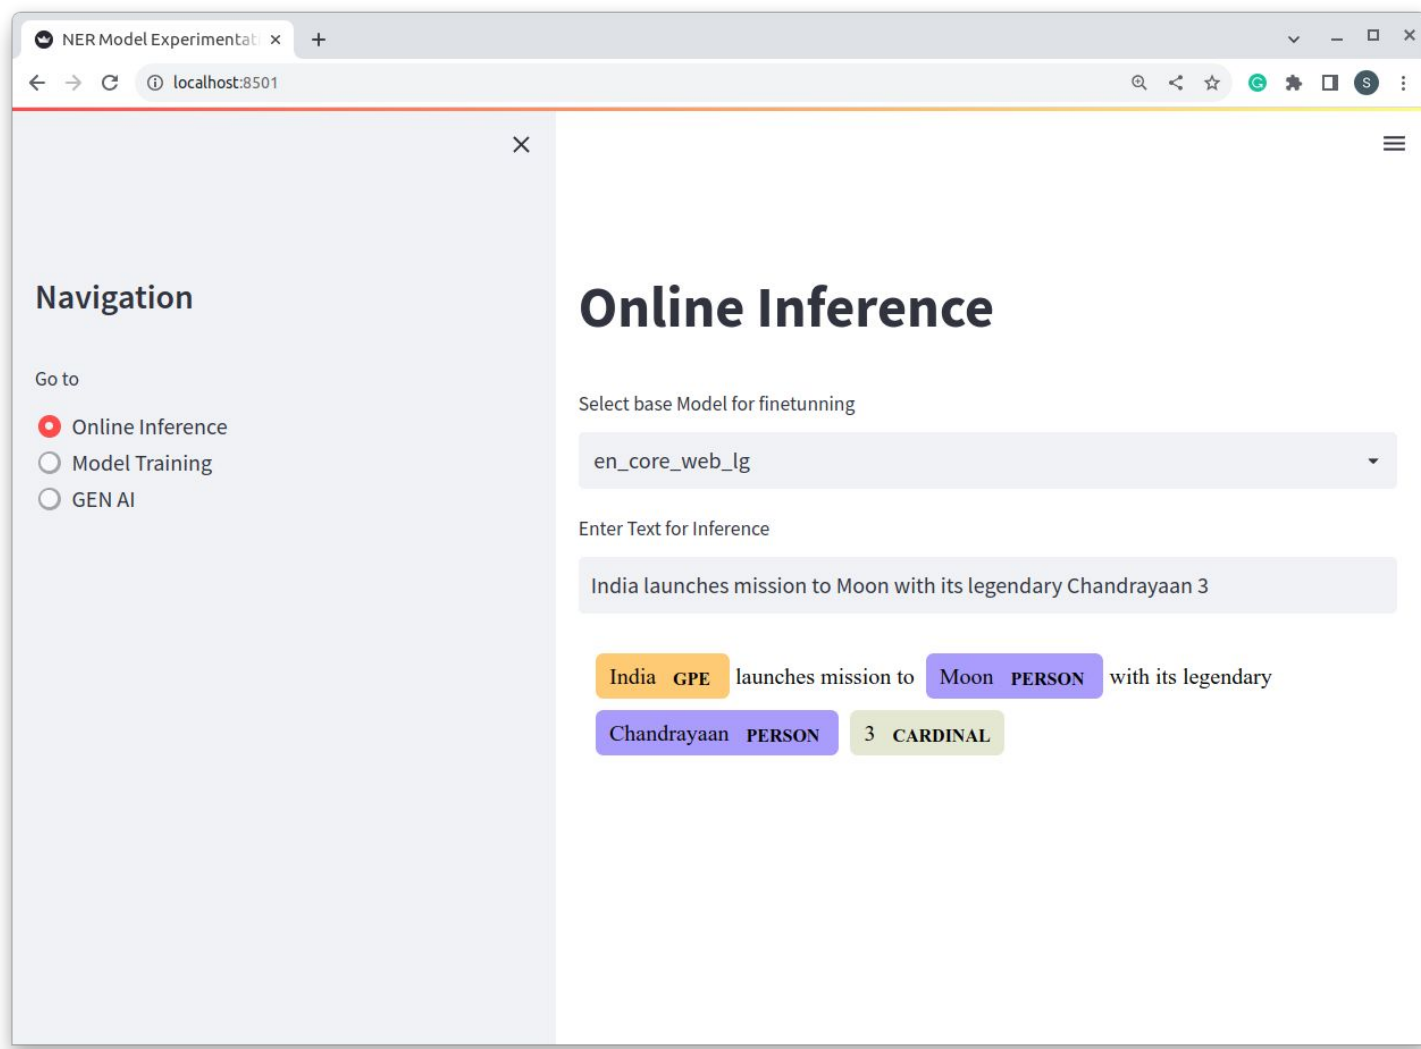 NER Model Experimentati
localhost:8501
S
Navigation
Go to
Online Inference
Model Training
GEN AI
Online Inference
Select base Model for finetunning
en_core_web_lg
Enter Text for Inference
India launches mission to Moon with its legendary Chandrayaan 3
India GPE launches mission to Moon PERSON with its legendary
Chandrayaan PERSON 3 CARDINAL